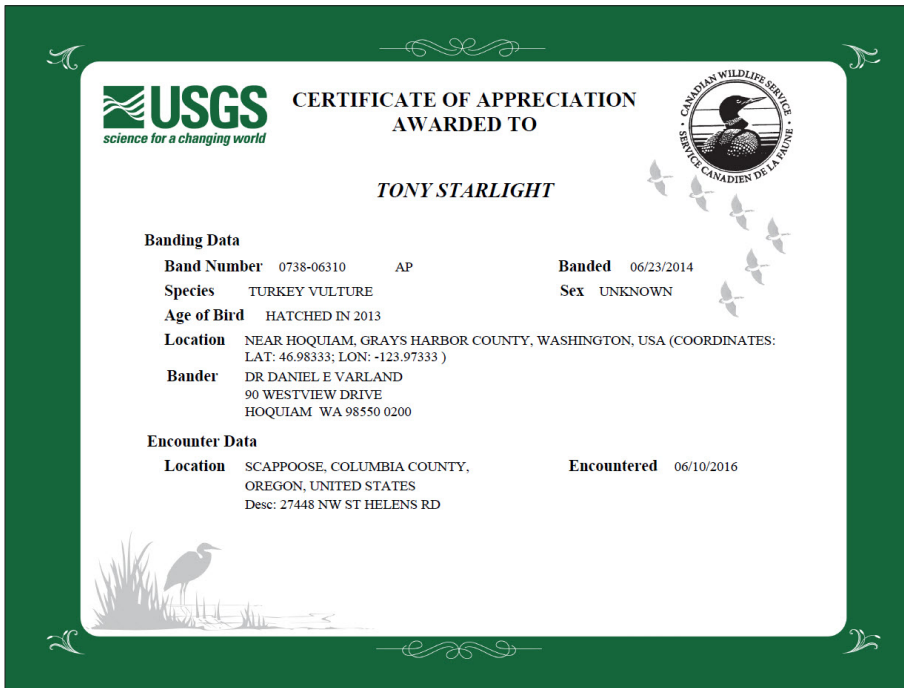 USGS
science for a changing world
CERTIFICATE OF APPRECIATION
AWARDED TO
CANADIAN WILDLIFE SERVICE
SERVICE CANADIEN DE LA FAUNE
TONY STARLIGHT
Banding Data
Band Number 0738-06310 AP Banded 06/23/2014
Species TURKEY VULTURE Sex UNKNOWN
Age of Bird HATCHED IN 2013
Location NEAR HOQUIAM, GRAYS HARBOR COUNTY, WASHINGTON, USA (COORDINATES:
LAT: 46.98333; LON: -123.97333 )
Bander DR DANIEL E VARLAND
90 WESTVIEW DRIVE
HOQUIAM WA 98550 0200
Encounter Data
Location SCAPPOOSE, COLUMBIA COUNTY, Encountered 06/10/2016
OREGON, UNITED STATES
Desc: 27448 NW ST HELENS RD